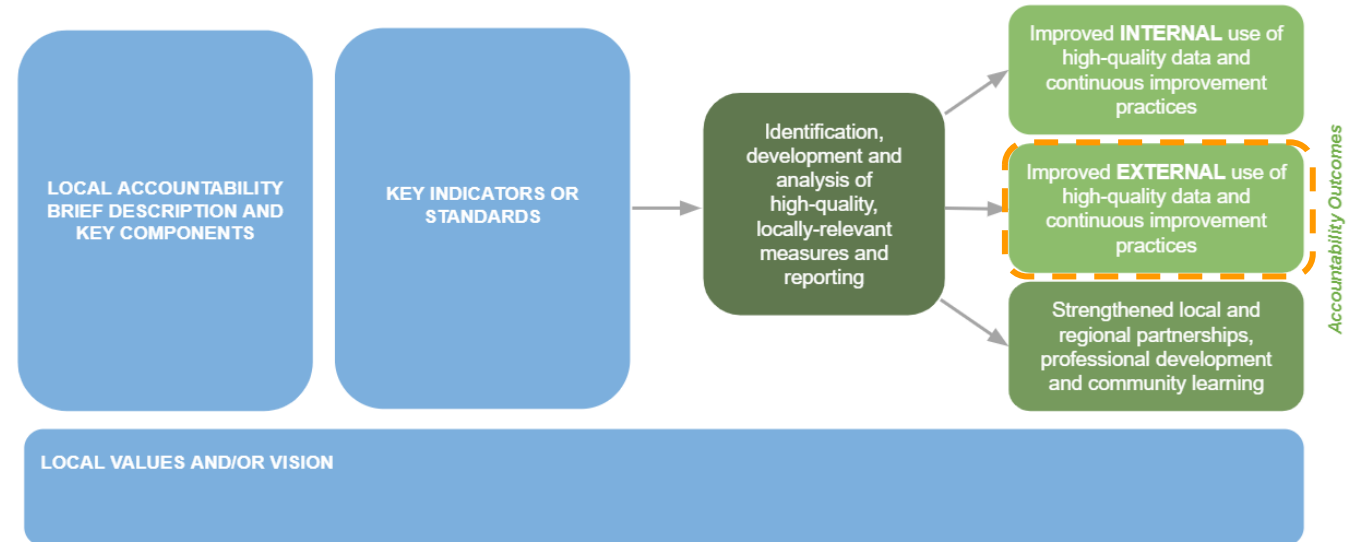 LOCAL ACCOUNTABILITY
BRIEF DESCRIPTION AND
KEY COMPONENTS
KEY INDICATORS OR
STANDARDS
Identification,
development and
analysis of
high-quality,
locally-relevant
measures and
reporting
Improved INTERNAL use of
high-quality data and
continuous improvement
practices
Improved EXTERNAL use of
high-quality data and
continuous improvement
practices
Strengthened local and
regional partnerships,
professional development
and community learning
Accountability Outcomes
LOCAL VALUES AND/OR VISION